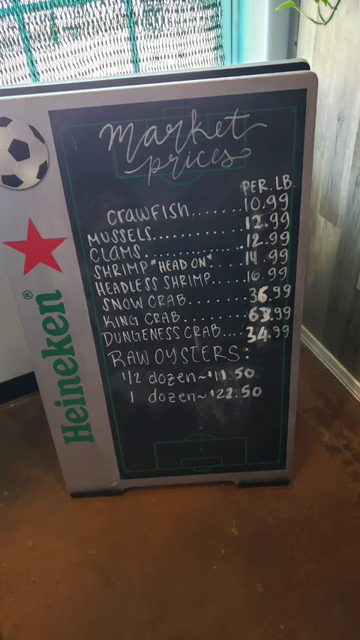 Market
prices
PER. LB.
Crawfish......10.99
MUSSELS...............12.99
CLAMS...............12.99
SHRIMP "HEAD ON".14.99
HEADLESS SHRIMP....16.99
SNOW CRAB.........36.99
KING CRAB.........63.99
DUNGENESS CRAB....34.99
RAW OYSTERS:
1/2 dozen~$11.50
1 dozen~$22.50
Heineken®